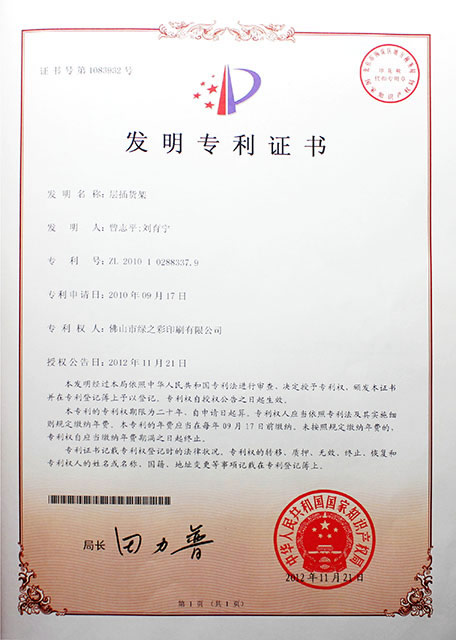 证书号第1083932号
发明专利证书
发明名称:层插货架
发明人:曾志平;刘育宁
专利号:ZL 2010 1 0288337.9
专利申请日:2010年09月17日
专利权人:佛山市绿之彩印刷有限公司
授权公告日:2012年11月21日
本发明经过本局依照中华人民共和国专利法进行审查,决定授予专利权,颁发本证书
并在专利登记簿上予以登记。专利权自授权公告之日起生效。
本专利的专利权期限为二十年,自申请日起算。专利权人应当依照专利法及其实施细
则规定缴纳年费。本专利的年费应当在每年09月17日前缴纳。未按照规定缴纳年费的,
专利权自应当缴纳年费期满之日起终止。
专利证书记载专利权登记时的法律状况。专利权的转移、质押、无效、终止、恢复和
专利权人的姓名或名称、国籍、地址变更等事项记载在专利登记簿上。
局长 田力普
中华人民共和国国家知识产权局
2012年11月21日
第1页(共1页)